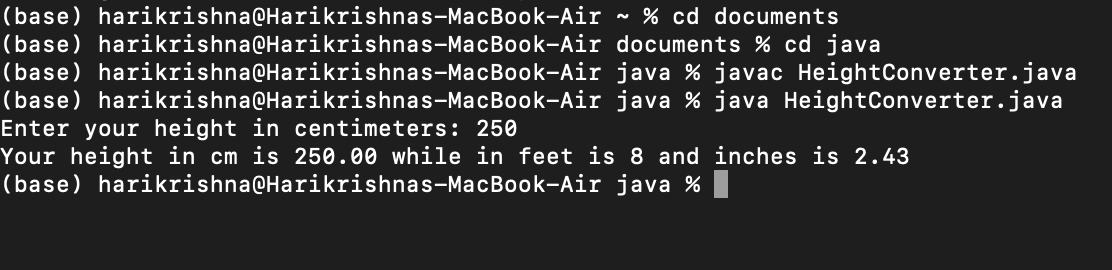 (base) harikrishna@Harikrishnas-MacBook-Air ~ % cd documents
(base) harikrishna@Harikrishnas-MacBook-Air documents % cd java
(base) harikrishna@Harikrishnas-MacBook-Air java % javac HeightConverter.java
(base) harikrishna@Harikrishnas-MacBook-Air java % java HeightConverter.java
Enter your height in centimeters: 250
Your height in cm is 250.00 while in feet is 8 and inches is 2.43
(base) harikrishna@Harikrishnas-MacBook-Air java %